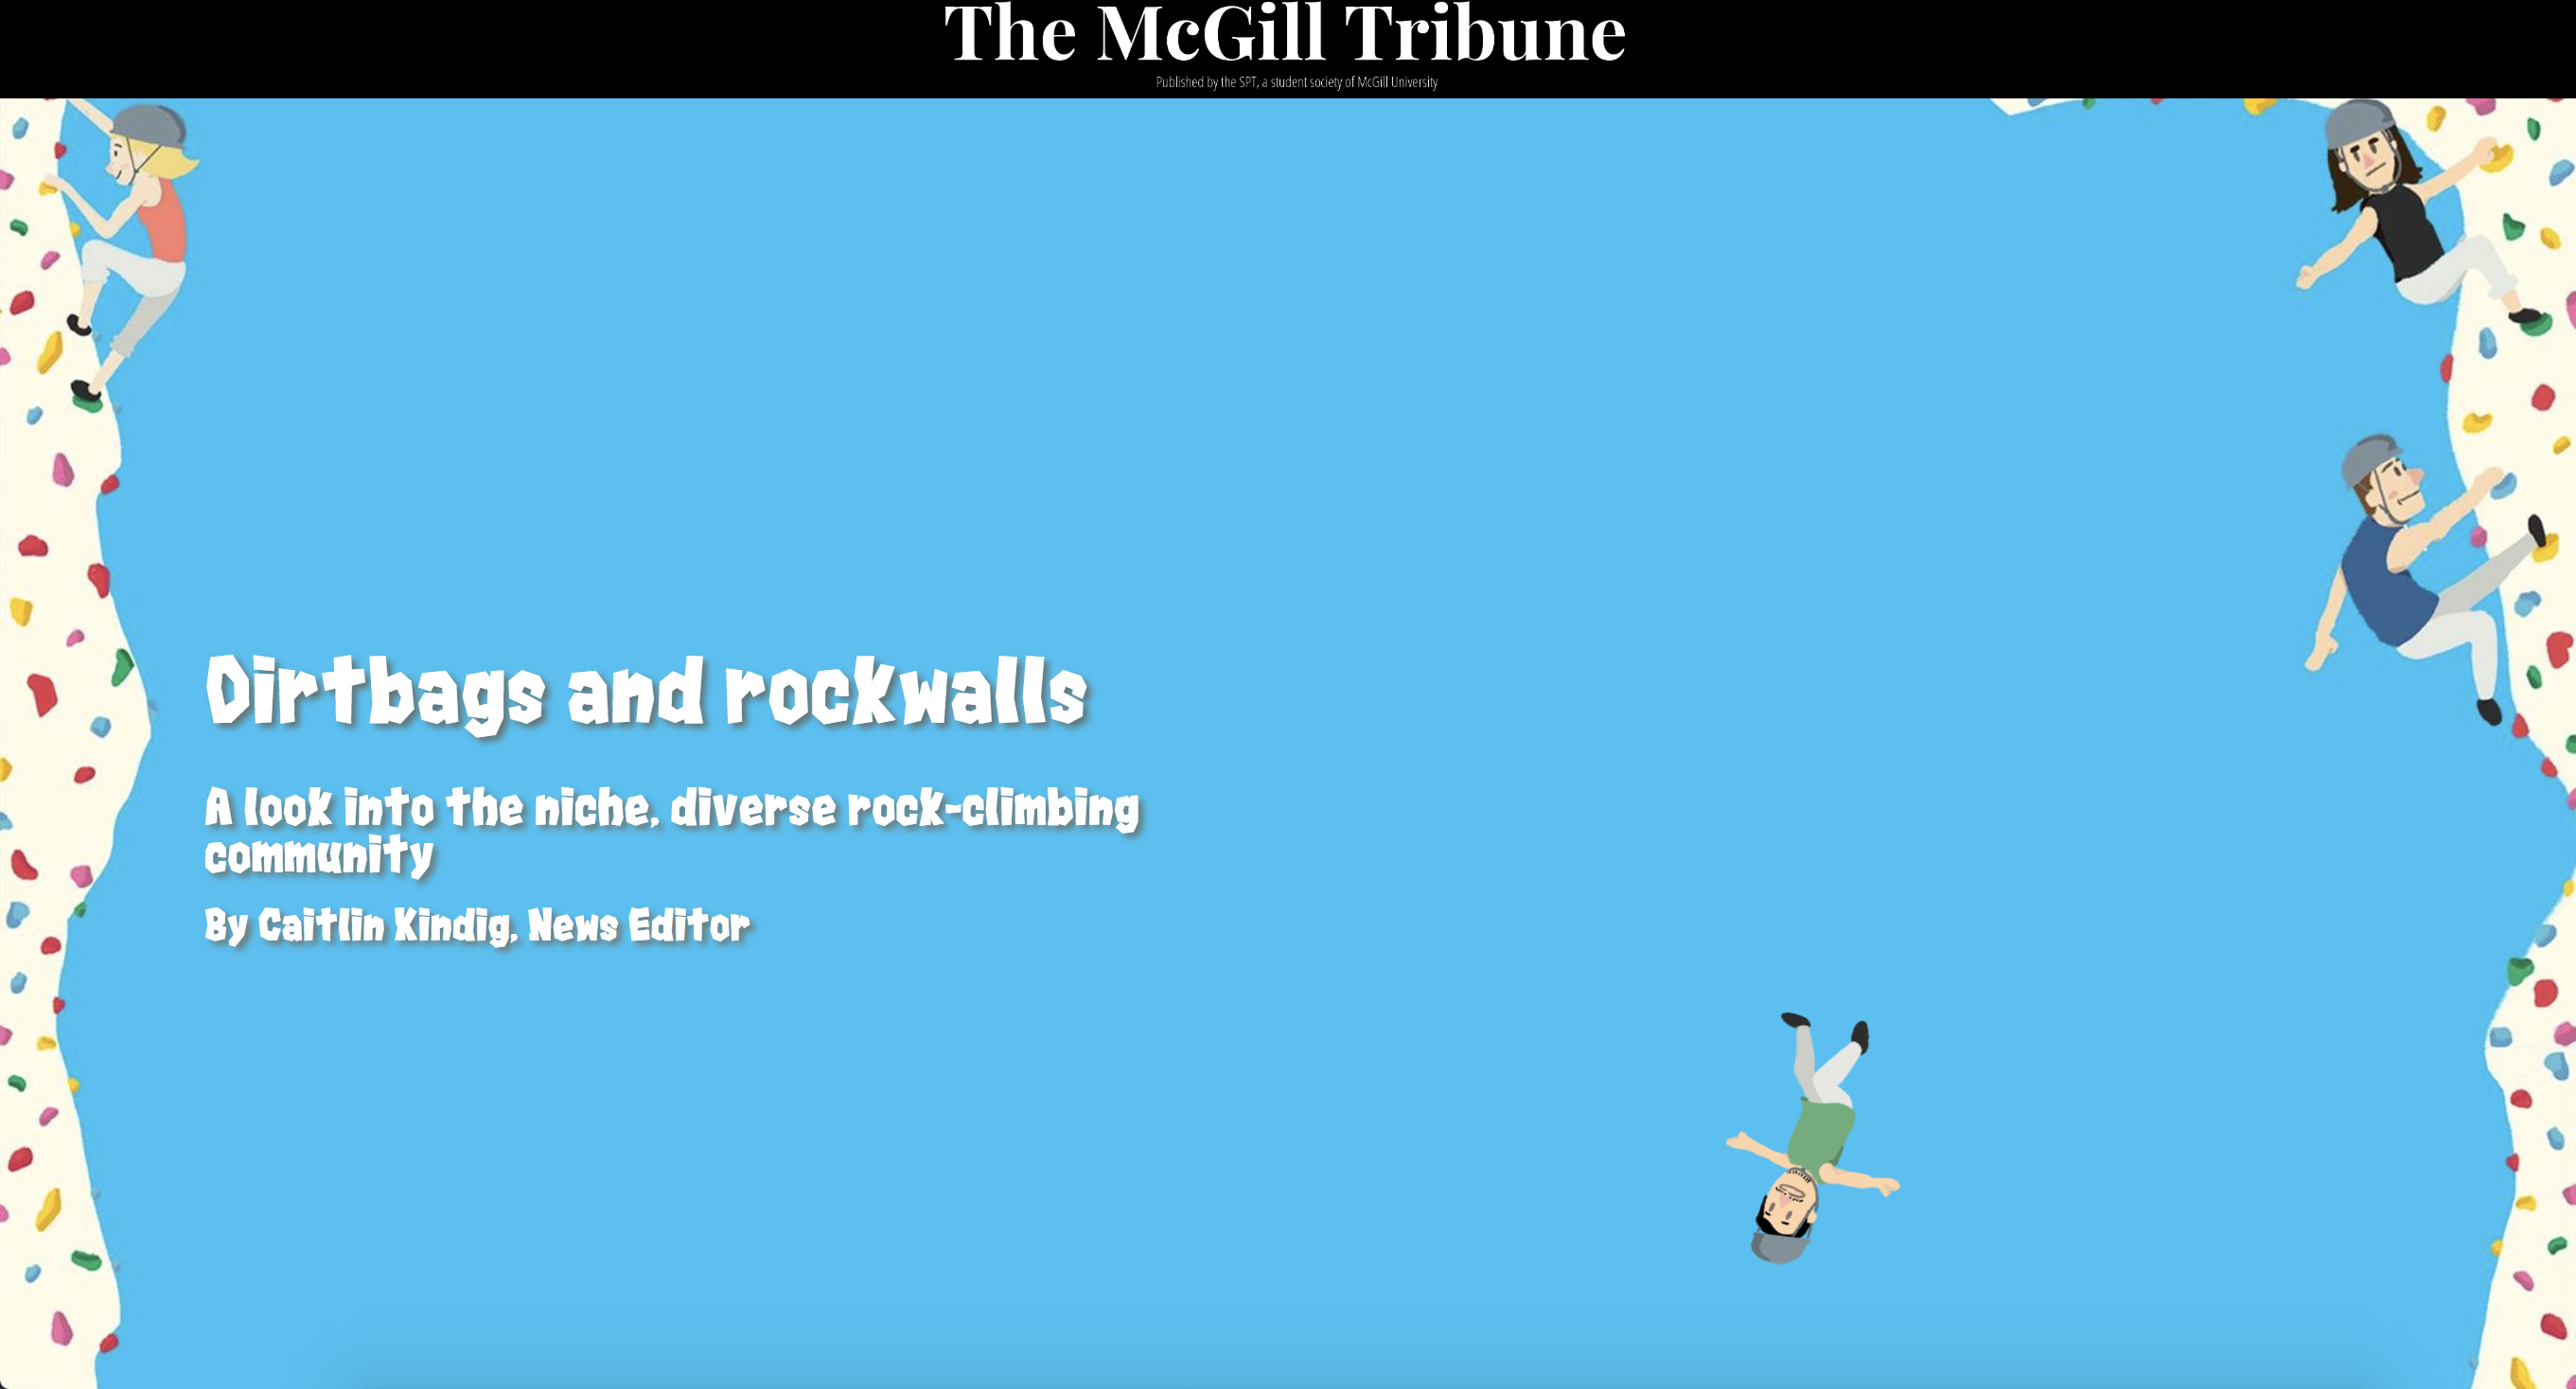 The McGill Tribune
Published by the SPT, a student society of McGill University
Dirtbags and rockwalls
A look into the niche, diverse rock-climbing
community
By Caitlin Kindig, News Editor